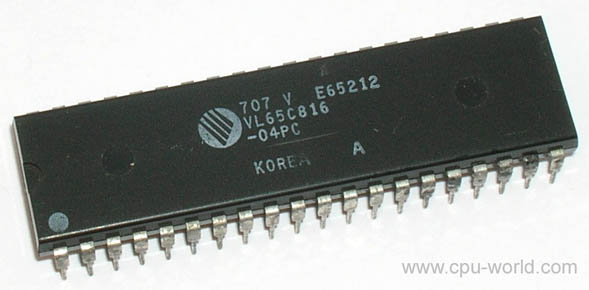 707 V E65212
VL65C816
-04PC
KOREA A
www.cpu-world.com